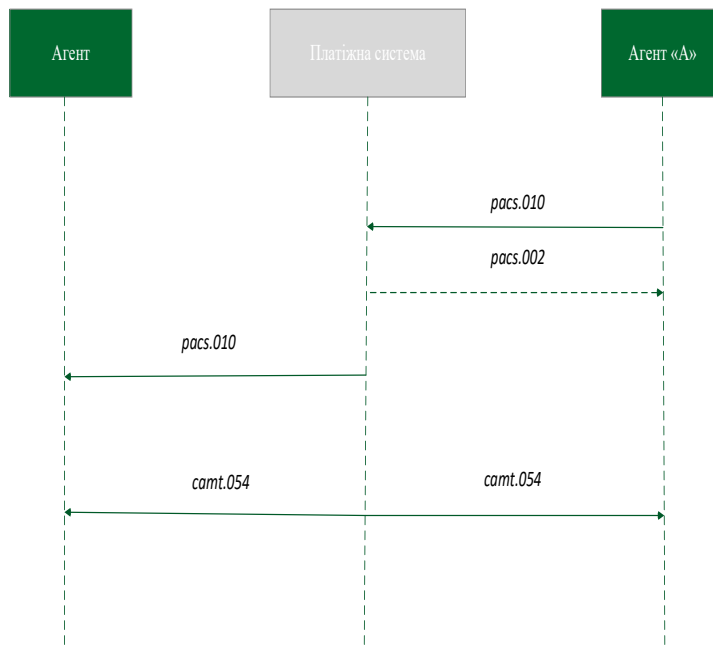 Агент
Платіжна система
Агент «А»
pacs.010
pacs.002
pacs.010
camt.054
camt.054